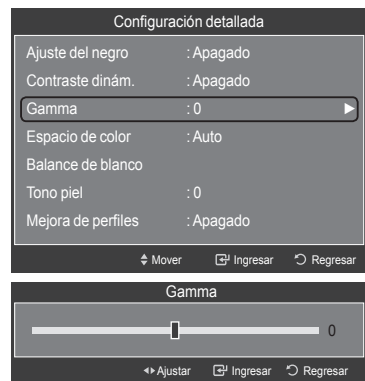 Configuración detallada
Ajuste del negro : Apagado
Contraste dinám. : Apagado
Gamma : 0
Espacio de color : Auto
Balance de blanco
Tono piel : 0
Mejora de perfiles : Apagado
Mover Ingresar Regresar
Gamma
0
Ajustar Ingresar Regresar